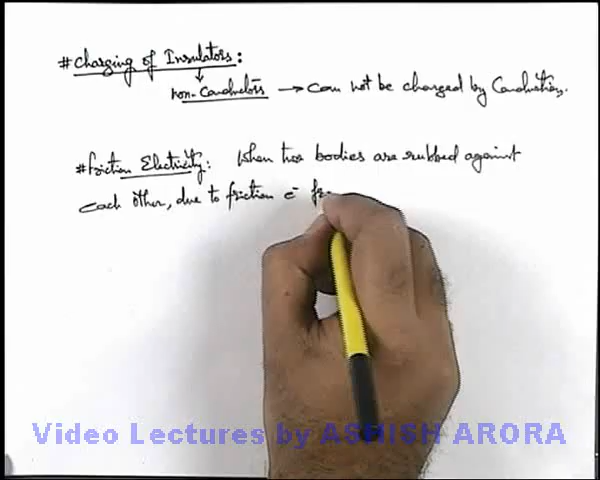 # Charging of Insulators:
↓
non-Conductors → can not be charged by Conduction.
# Friction Electricity: When two bodies are rubbed against
each other, due to friction e⁻ fr
Video Lectures by ASHISH ARORA